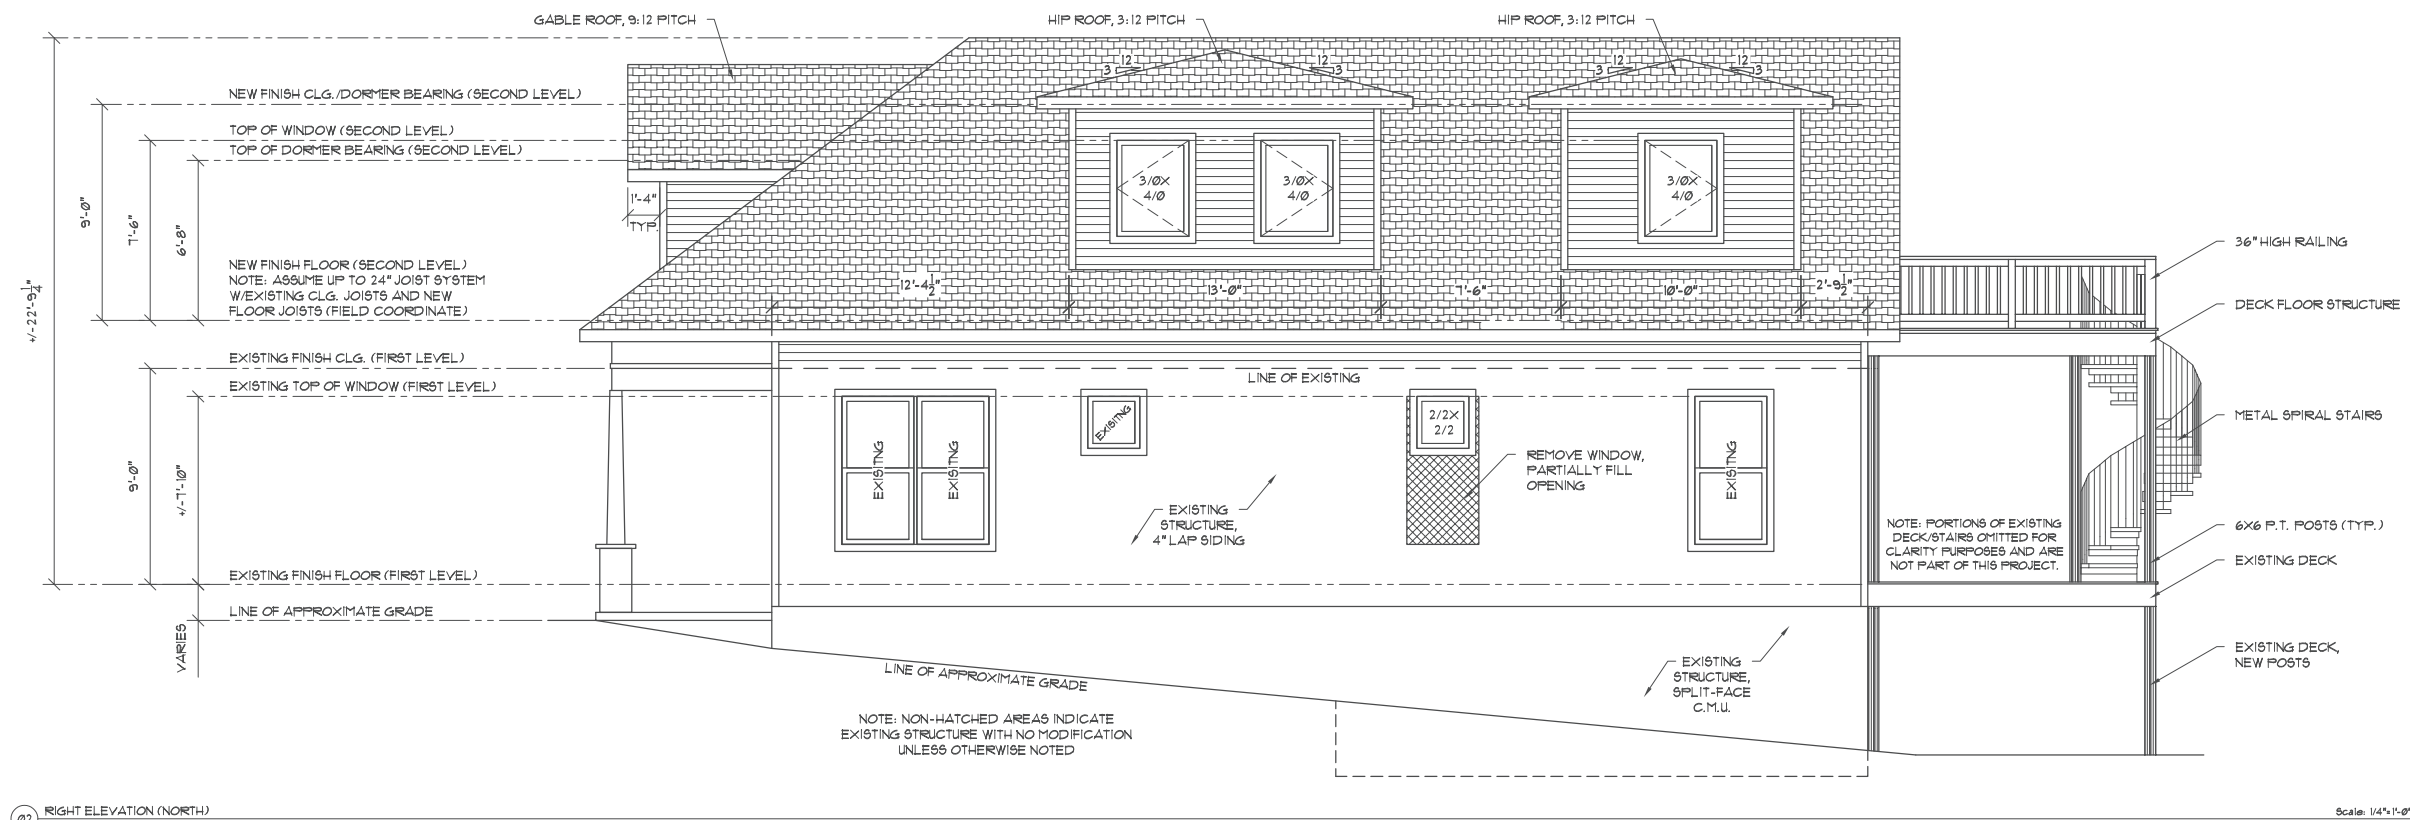 GABLE ROOF, 9:12 PITCH
HIP ROOF, 3:12 PITCH
HIP ROOF, 3:12 PITCH
12
3
12
3
12
3
12
3
NEW FINISH CLG./DORMER BEARING (SECOND LEVEL)
TOP OF WINDOW (SECOND LEVEL)
TOP OF DORMER BEARING (SECOND LEVEL)
9'-0"
7'-6"
6'-8"
+/-22'-9 1/4"
1'-4"
TYP.
3/0X
4/0
3/0X
4/0
3/0X
4/0
NEW FINISH FLOOR (SECOND LEVEL)
NOTE: ASSUME UP TO 24" JOIST SYSTEM
W/EXISTING CLG. JOISTS AND NEW
FLOOR JOISTS (FIELD COORDINATE)
12'-4 1/2"
13'-0"
7'-6"
10'-0"
2'-9 1/2"
36" HIGH RAILING
DECK FLOOR STRUCTURE
EXISTING FINISH CLG. (FIRST LEVEL)
EXISTING TOP OF WINDOW (FIRST LEVEL)
LINE OF EXISTING
9'-0"
+/-7'-10"
EXISITNG
EXISITNG
EXISITNG
2/2X
2/2
EXISITNG
REMOVE WINDOW,
PARTIALLY FILL
OPENING
EXISTING
STRUCTURE,
4" LAP SIDING
METAL SPIRAL STAIRS
NOTE: PORTIONS OF EXISTING
DECK/STAIRS OMITTED FOR
CLARITY PURPOSES AND ARE
NOT PART OF THIS PROJECT.
6X6 P.T. POSTS (TYP.)
EXISTING DECK
EXISTING FINISH FLOOR (FIRST LEVEL)
LINE OF APPROXIMATE GRADE
VARIES
LINE OF APPROXIMATE GRADE
EXISTING
STRUCTURE,
SPLIT-FACE
C.M.U.
EXISTING DECK,
NEW POSTS
NOTE: NON-HATCHED AREAS INDICATE
EXISTING STRUCTURE WITH NO MODIFICATION
UNLESS OTHERWISE NOTED
02
RIGHT ELEVATION (NORTH)
Scale: 1/4"=1'-0"